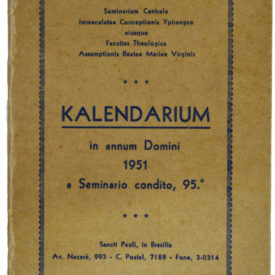 Seminarium Centrale
Immaculatae Conceptionis Ypirangae
eiusque
Facultas Theologica
Assumptionis Beatae Mariae Virginis
* * *
KALENDARIUM
in annum Domini
1951
a Seminario condito, 95.º
* * *
Sancti Pauli, in Brasilia
Av. Nazaré, 993 - C. Postal, 7188 - Fone, 3-0314